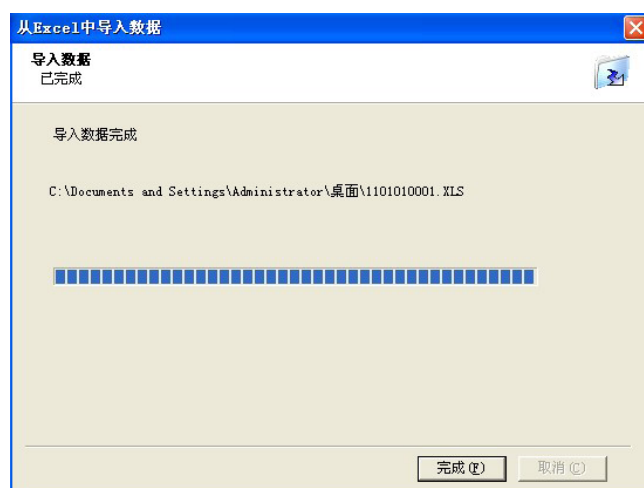 从Excel中导入数据
导入数据
已完成
导入数据完成
C:\Documents and Settings\Administrator\桌面\1101010001.XLS
完成(F)
取消(C)